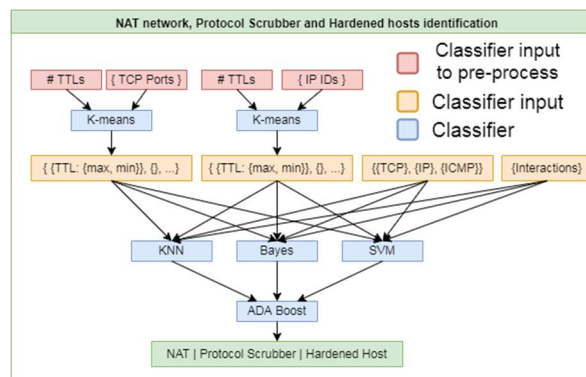 NAT network, Protocol Scrubber and Hardened hosts identification
# TTLs
{ TCP Ports }
# TTLs
{ IP IDs }
Classifier input
to pre-process
Classifier input
Classifier
K-means
K-means
{ {TTL: {max, min}}, {}, ...}
{ {TTL: {max, min}}, {}, ...}
{{TCP}, {IP}, {ICMP}}
{Interactions}
KNN
Bayes
SVM
ADA Boost
NAT | Protocol Scrubber | Hardened Host